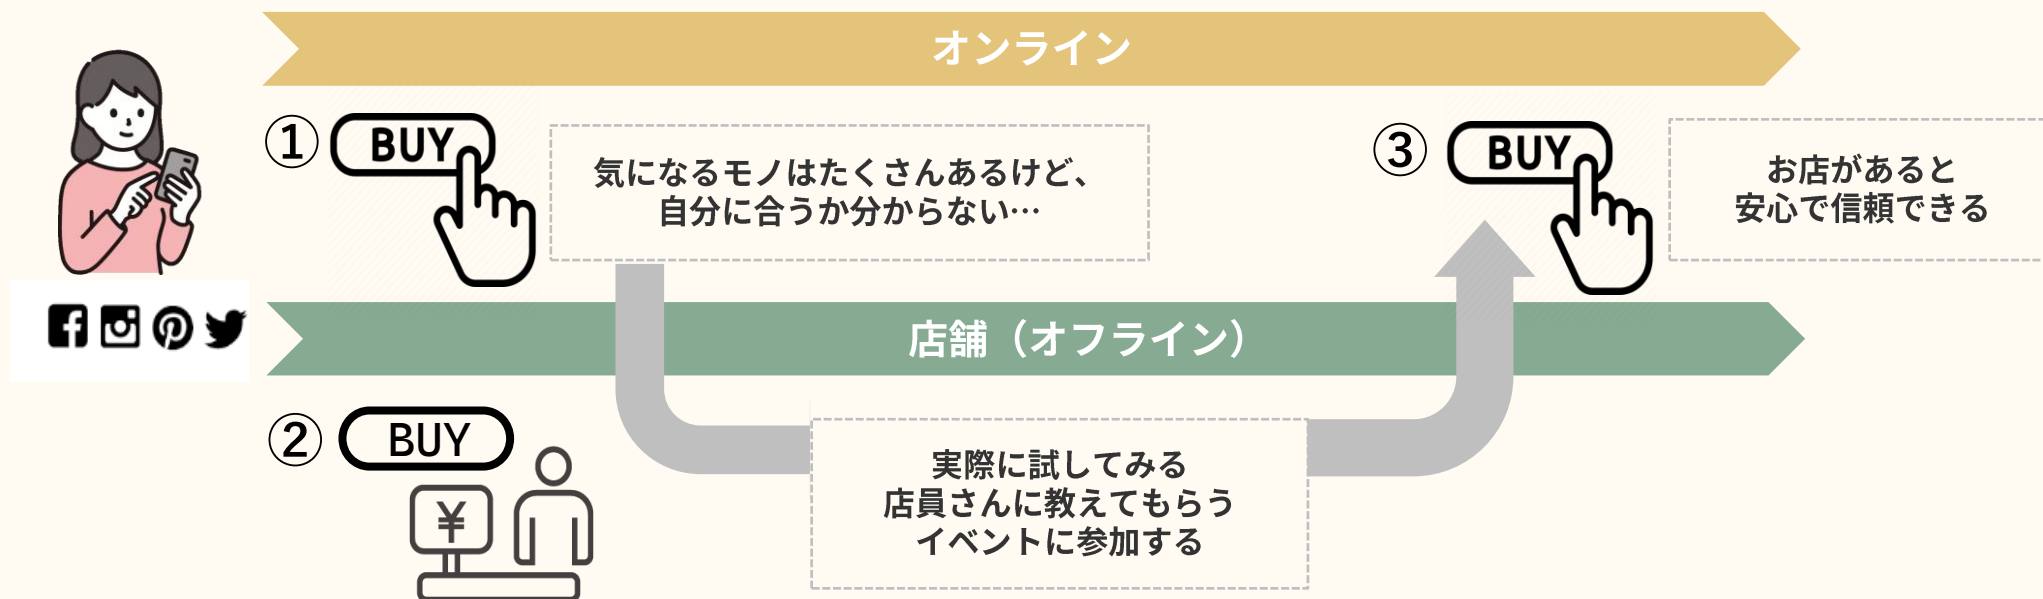 オンライン
①
BUY
気になるモノはたくさんあるけど、
自分に合うか分からない…
③
BUY
お店があると
安心で信頼できる
店舗（オフライン）
②
BUY
¥
実際に試してみる
店員さんに教えてもらう
イベントに参加する